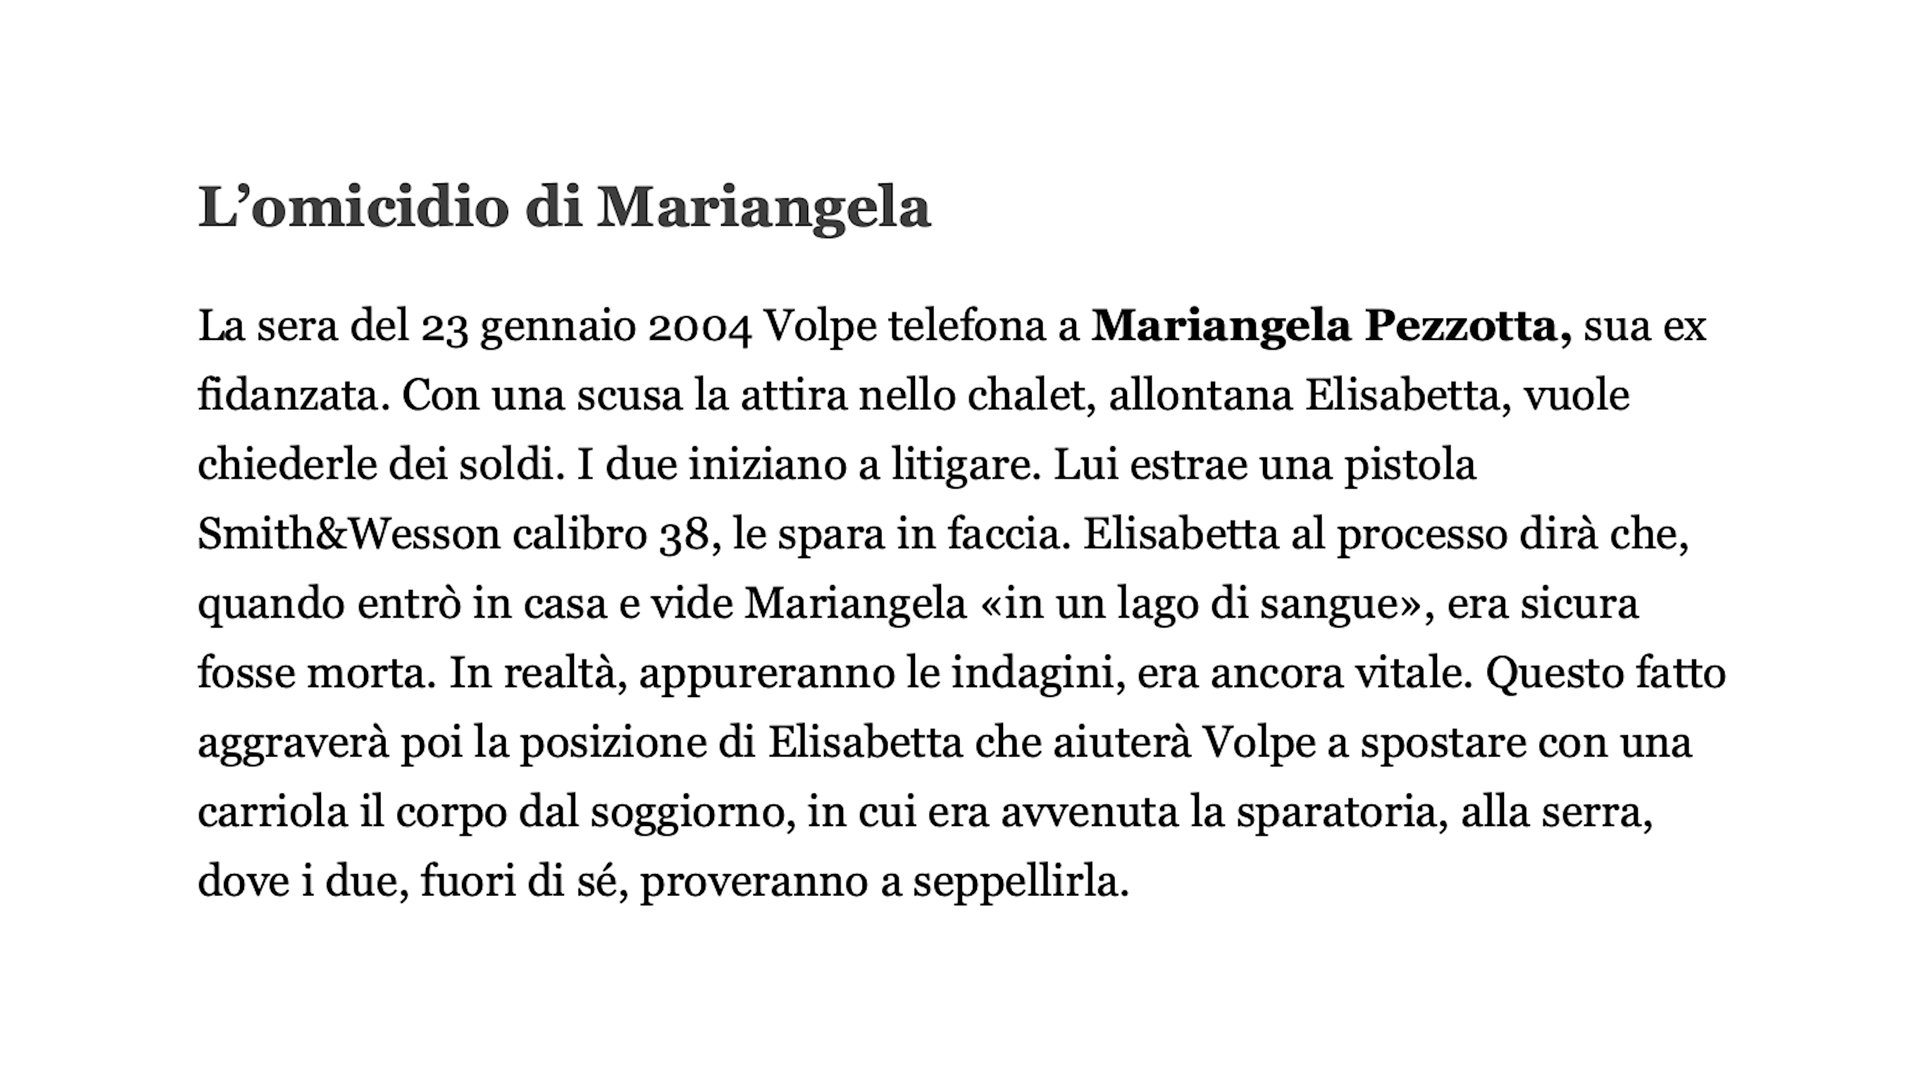 L’omicidio di Mariangela
La sera del 23 gennaio 2004 Volpe telefona a Mariangela Pezzotta, sua ex
fidanzata. Con una scusa la attira nello chalet, allontana Elisabetta, vuole
chiederle dei soldi. I due iniziano a litigare. Lui estrae una pistola
Smith&Wesson calibro 38, le spara in faccia. Elisabetta al processo dirà che,
quando entrò in casa e vide Mariangela «in un lago di sangue», era sicura
fosse morta. In realtà, appureranno le indagini, era ancora vitale. Questo fatto
aggraverà poi la posizione di Elisabetta che aiuterà Volpe a spostare con una
carriola il corpo dal soggiorno, in cui era avvenuta la sparatoria, alla serra,
dove i due, fuori di sé, proveranno a seppellirla.